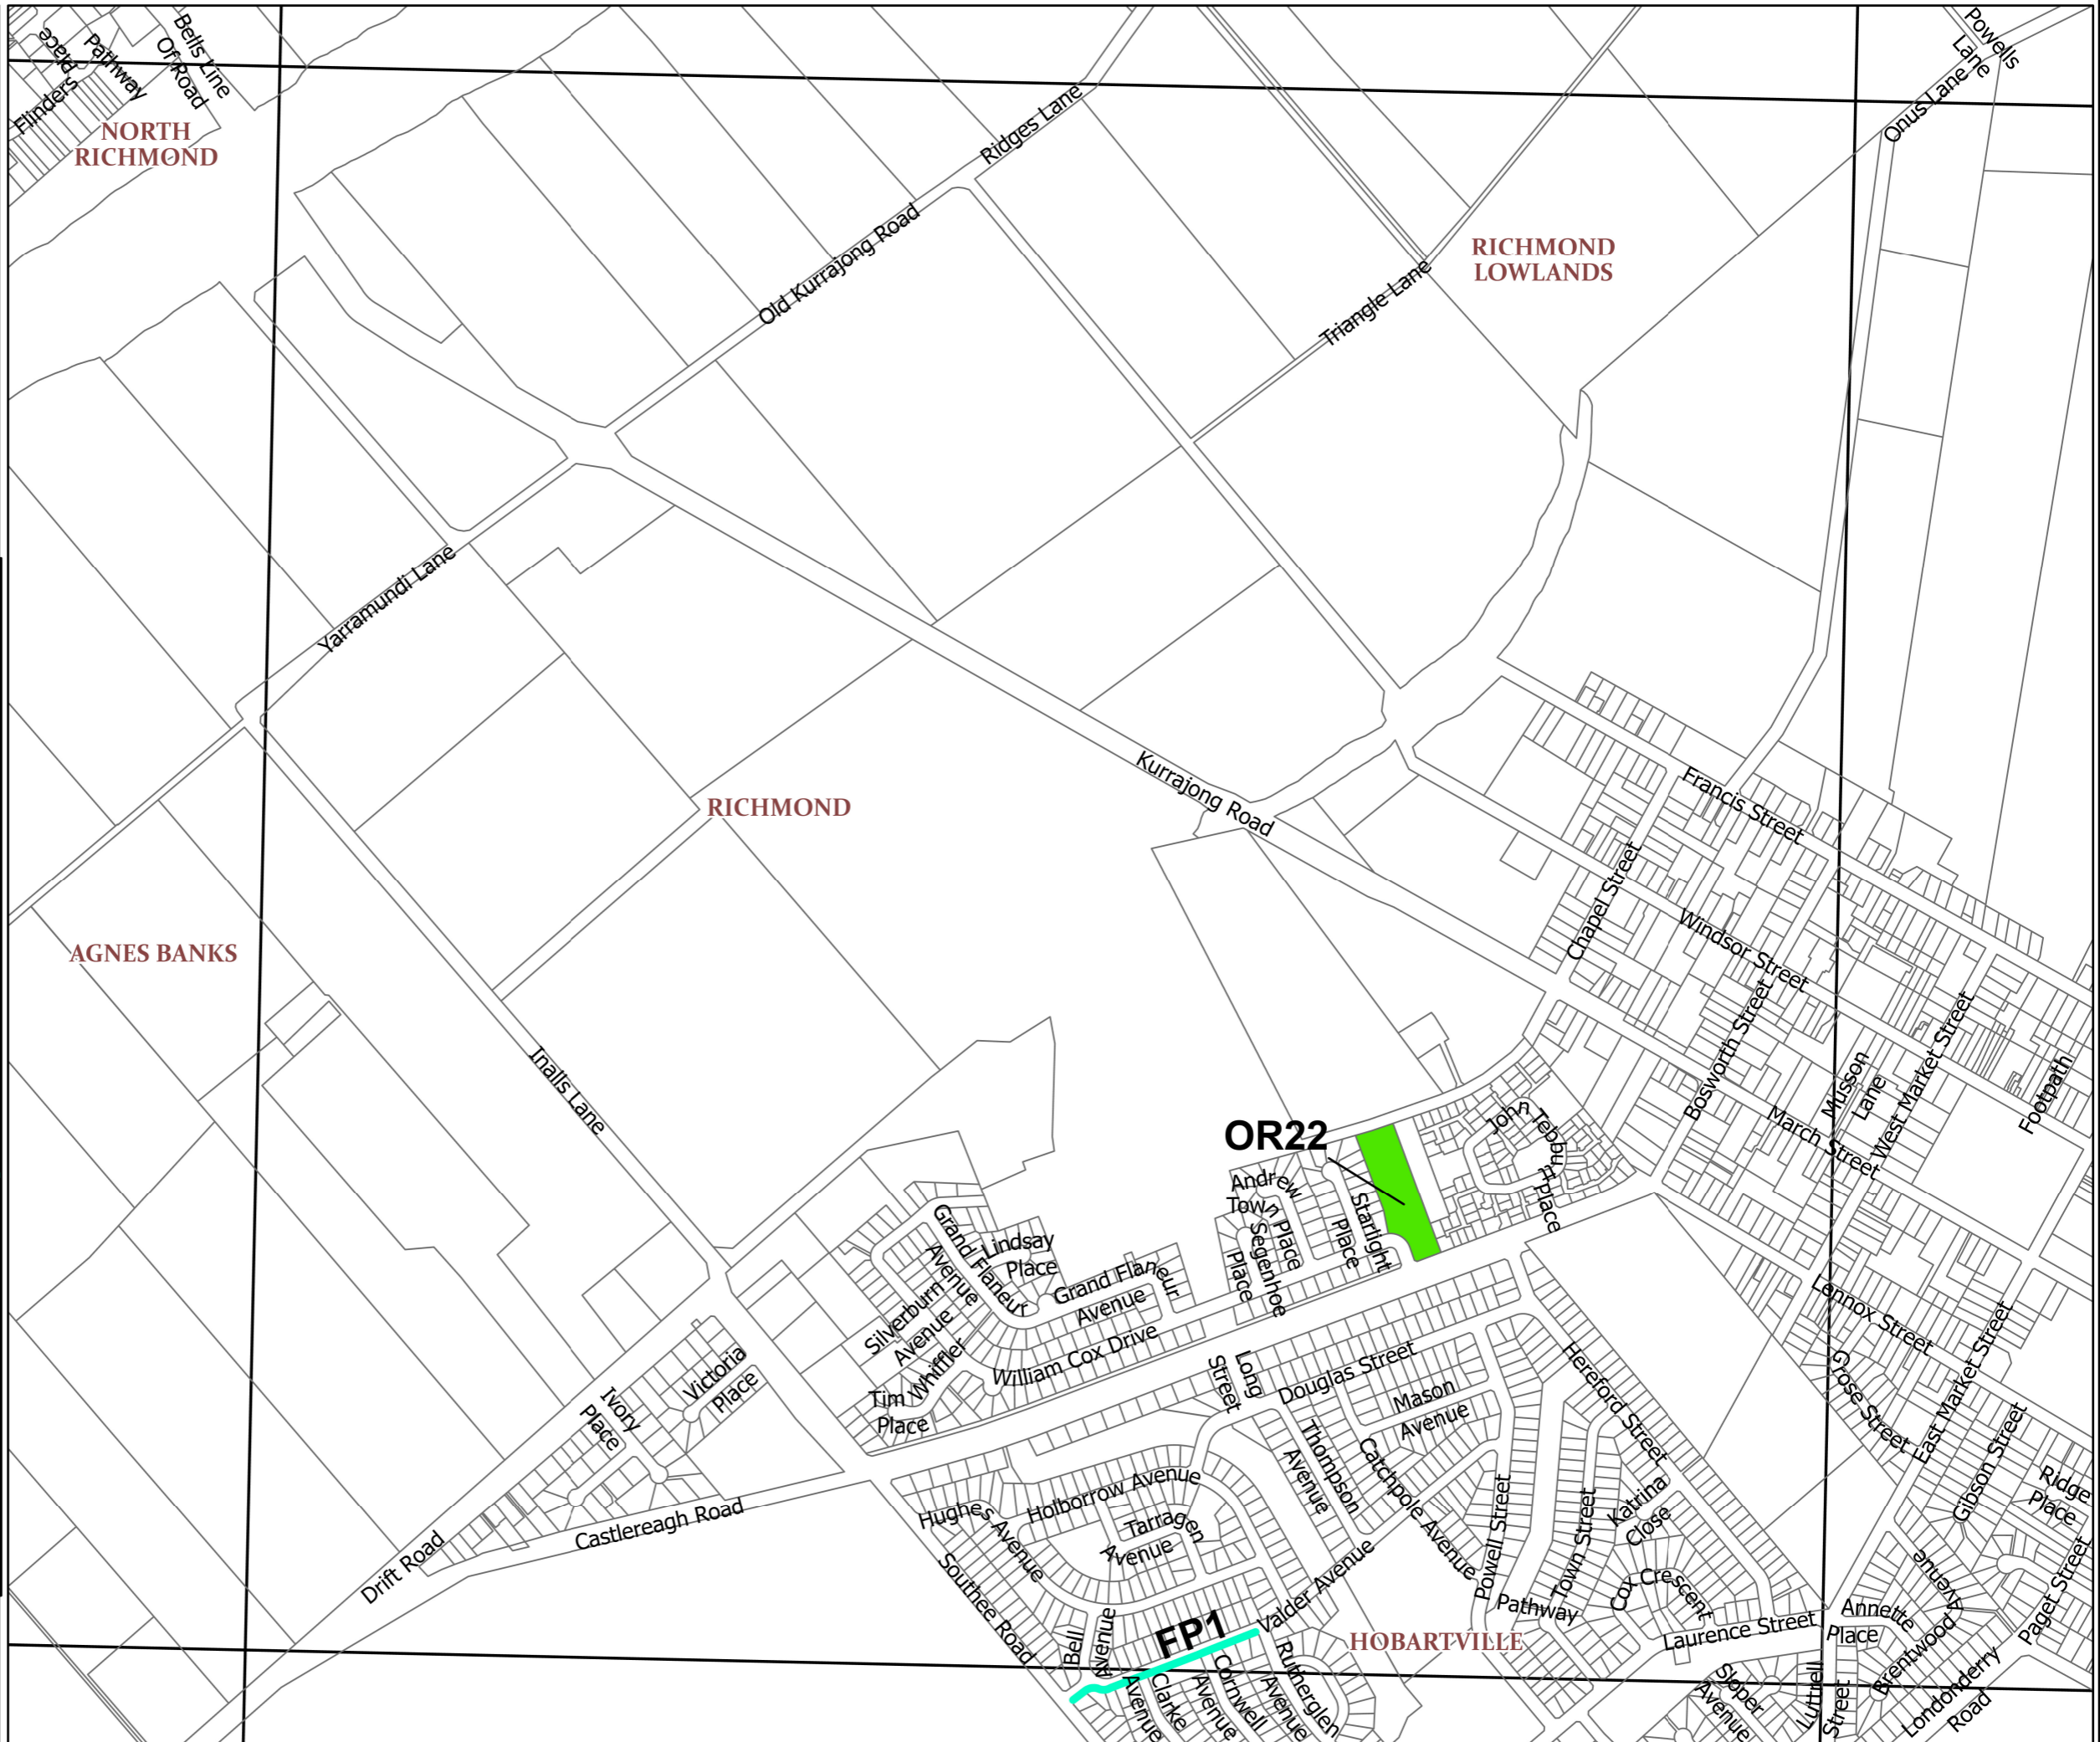 Powells
Lane
Bells Line
Of Road
Pathway
Place
Flinders
NORTH
RICHMOND
Onus Lane
Ridges Lane
Old Kurrajong Road
RICHMOND
LOWLANDS
Triangle Lane
Yarramundi Lane
Kurrajong Road
RICHMOND
Francis Street
Chapel Street
Windsor Street
AGNES BANKS
Inalls Lane
Bosworth Street
Musson
Lane
West Market Street
Footpath
March Street
OR22
John Trebnutt Place
Andrew
Town Place
Segenhoe
Place
Starlight
Place
Grand Flaneur
Avenue
Lindsay
Place
Grand Flaneur
Avenue
Silverburn
Avenue
William Cox Drive
Tim Whiffler
Place
Victoria
Place
Ivory
Place
Long
Street
Douglas Street
Mason
Avenue
Hereford Street
Lennox Street
Grose Street
East Market Street
Gibson Street
Ridge
Place
Paget Street
Thompson
Avenue
Catchpole Avenue
Powell Street
Town Street
Katrina
Close
Holborrow Avenue
Hughes Avenue
Tarragen
Avenue
Castlereagh Road
Drift Road
Southee Road
Valder Avenue
Pathway
Cox Crescent
Laurence Street
Annette
Place
Brentwood Avenue
Londonderry
Road
FP1
HOBARTVILLE
Bell
Avenue
Clarke
Avenue
Cornwell
Avenue
Rutherglen
Avenue
Sloper
Avenue
Luttrell
Street